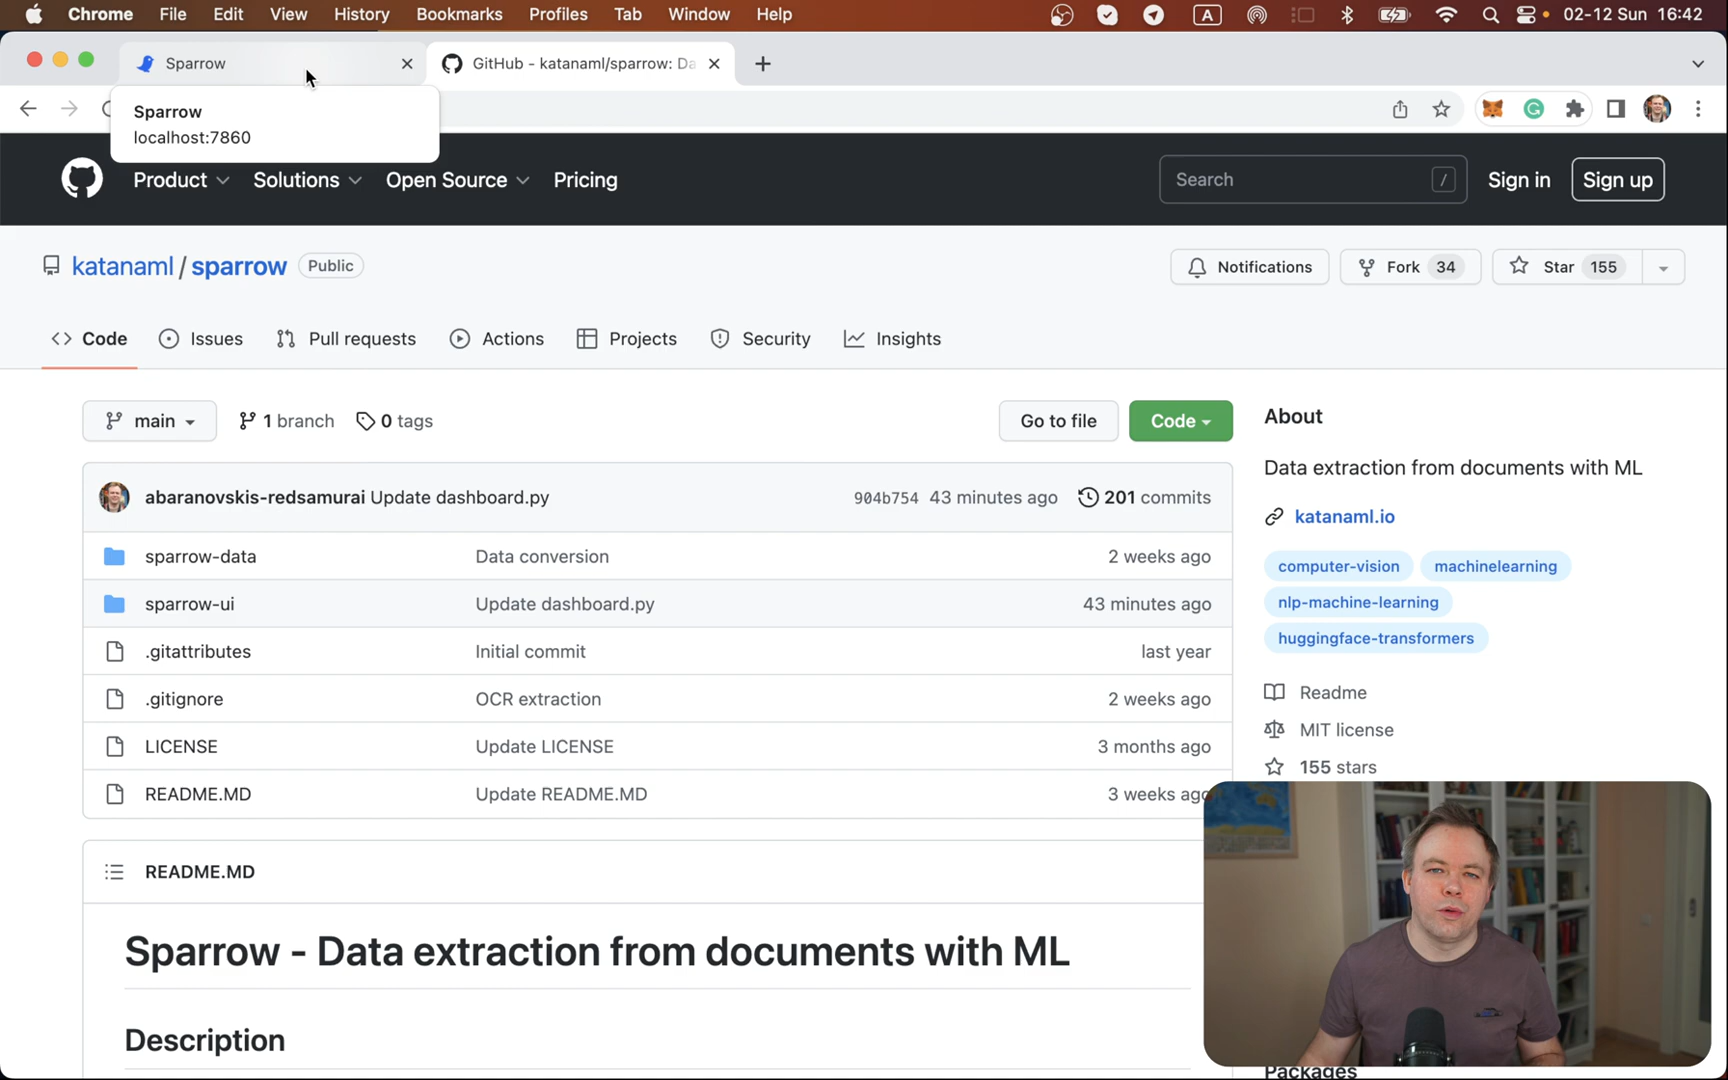 Chrome File Edit View History Bookmarks Profiles Tab Window Help A 02-12 Sun 16:42
Sparrow GitHub - katanaml/sparrow: Da
Sparrow
localhost:7860
Product Solutions Open Source Pricing Search / Sign in Sign up
katanaml / sparrow Public Notifications Fork 34 Star 155
Code Issues Pull requests Actions Projects Security Insights
main 1 branch 0 tags Go to file Code
About
Data extraction from documents with ML
katanaml.io
computer-vision machinelearning
nlp-machine-learning
huggingface-transformers
Readme
MIT license
155 stars
abaranovskis-redsamurai Update dashboard.py 904b754 43 minutes ago 201 commits
sparrow-data Data conversion 2 weeks ago
sparrow-ui Update dashboard.py 43 minutes ago
.gitattributes Initial commit last year
.gitignore OCR extraction 2 weeks ago
LICENSE Update LICENSE 3 months ago
README.MD Update README.MD 3 weeks ago
README.MD
Sparrow - Data extraction from documents with ML
Description
Packages